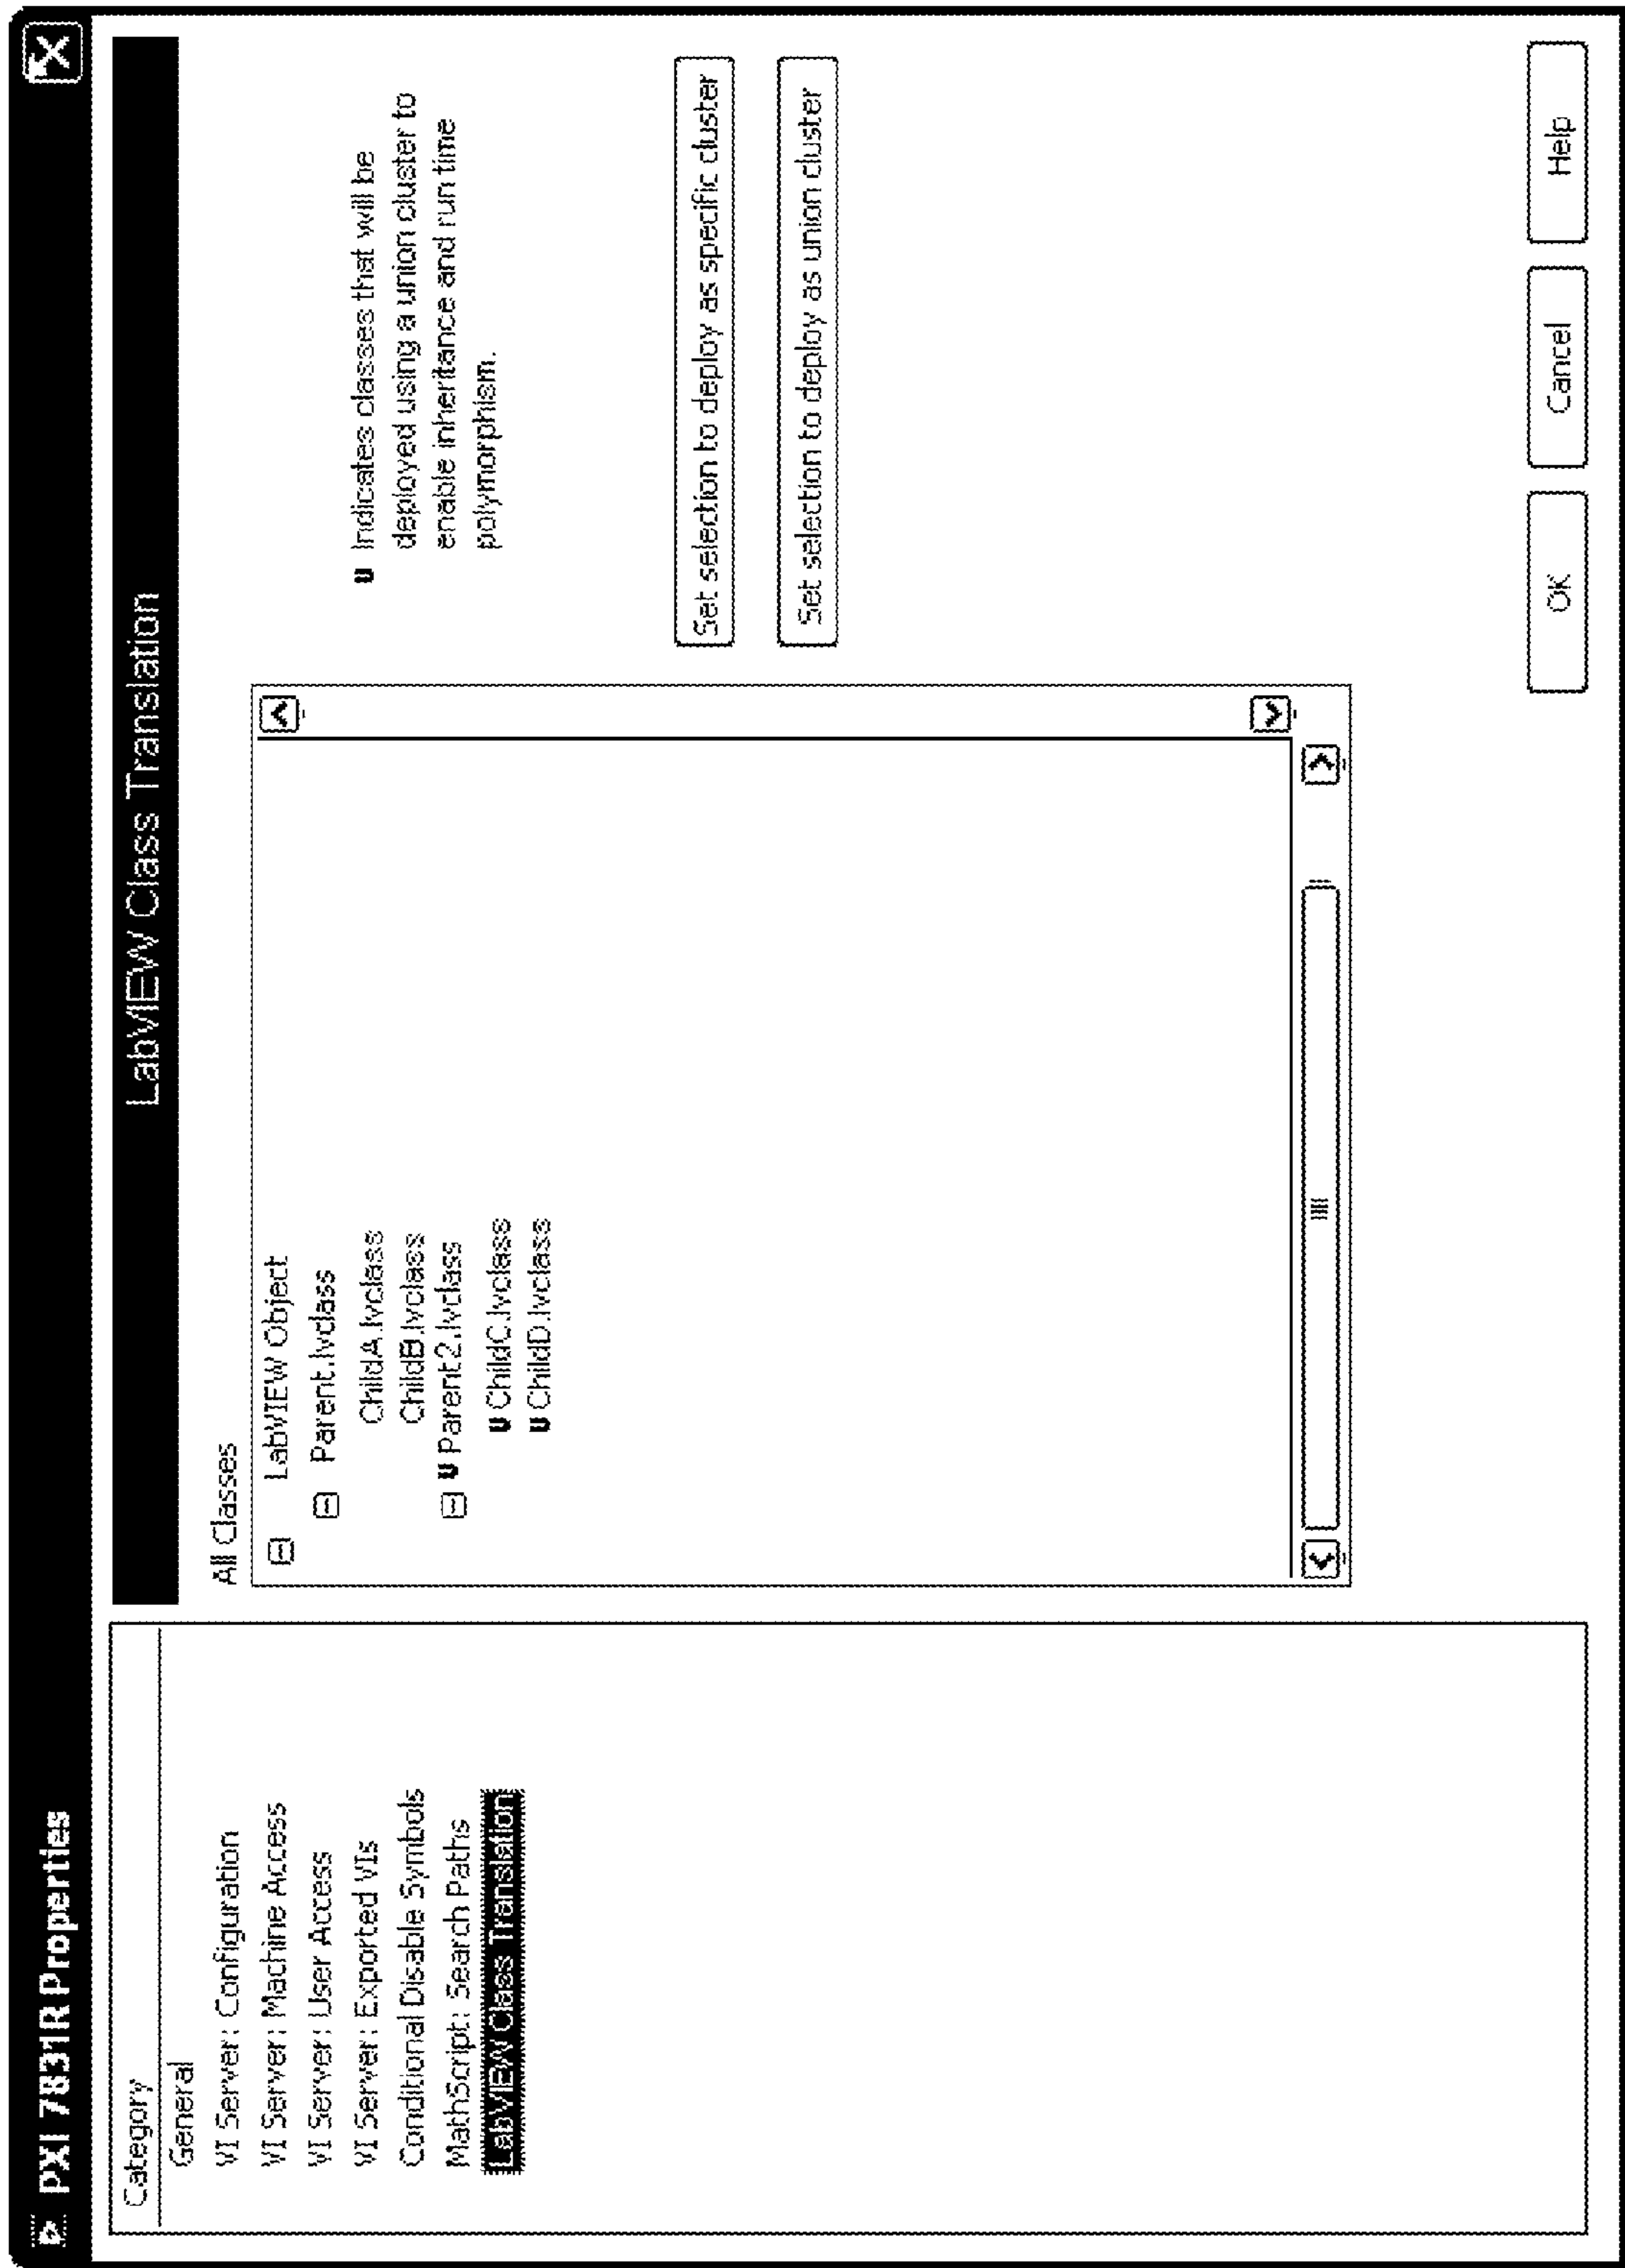 PXI 7831R Properties
Category
General
VI Server: Configuration
VI Server: Machine Access
VI Server: User Access
VI Server: Exported VIs
Conditional Disable Symbols
MathScript: Search Paths
LabVIEW Class Translation
LabVIEW Class Translation
All Classes
LabVIEW Object
Parent.lvclass
ChildA.lvclass
ChildB.lvclass
U Parent2.lvclass
U ChildC.lvclass
U ChildD.lvclass
U Indicates classes that will be
deployed using a union cluster to
enable inheritance and run time
polymorphism.
Set selection to deploy as specific cluster
Set selection to deploy as union cluster
OK
Cancel
Help